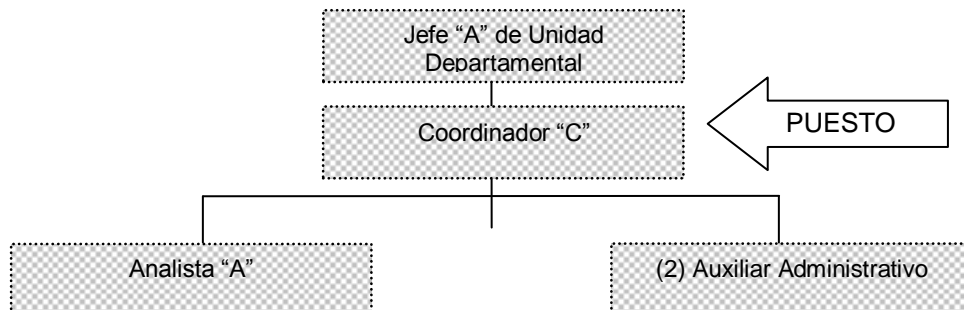 Jefe “A” de Unidad
Departamental
Coordinador “C”
PUESTO
Analista “A”
(2) Auxiliar Administrativo